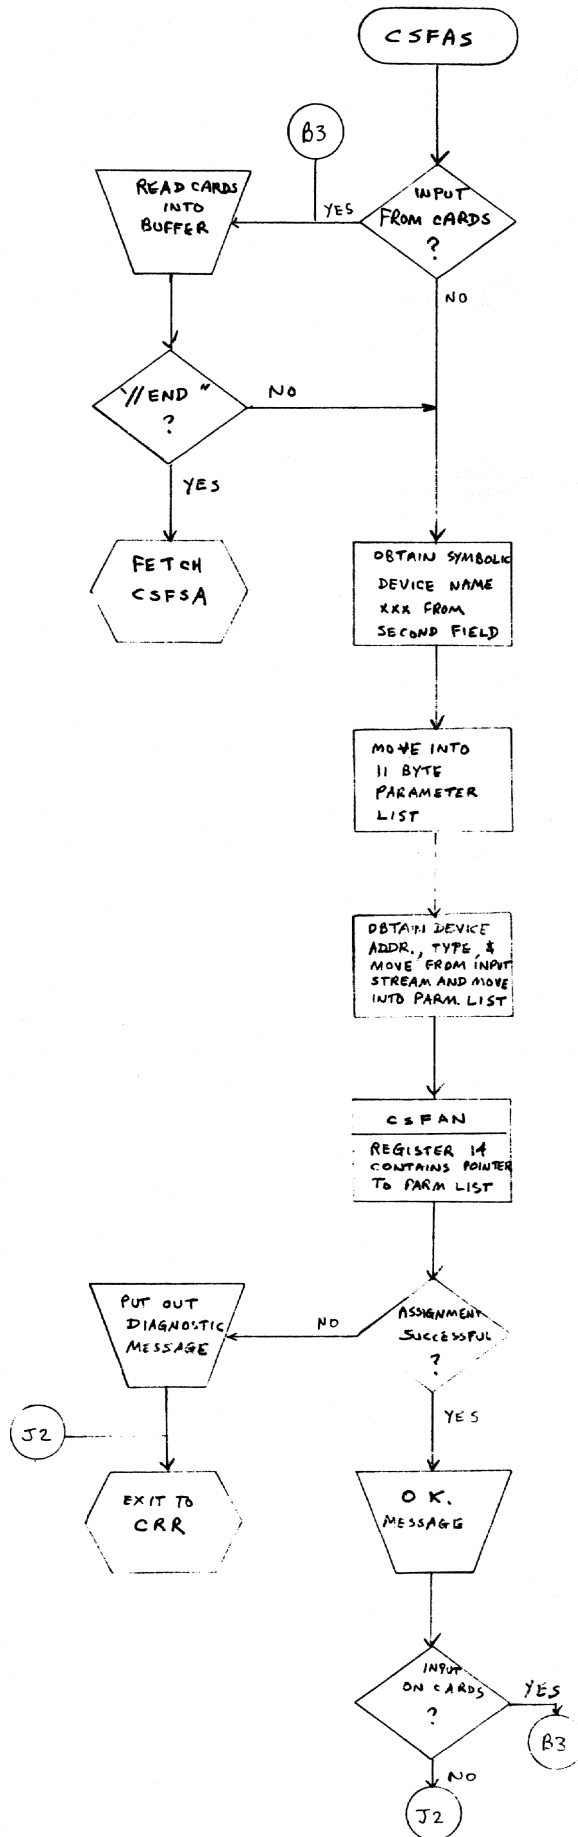 CSFAS
B3
INPUT
FROM CARDS
?
YES
NO
READ CARDS
INTO
BUFFER
"//END "
?
NO
YES
FETCH
CSFSA
OBTAIN SYMBOLIC
DEVICE NAME
XXX FROM
SECOND FIELD
MOVE INTO
11 BYTE
PARAMETER
LIST
OBTAIN DEVICE
ADDR., TYPE, &
MOVE FROM INPUT
STREAM AND MOVE
INTO PARM. LIST
CSFAN
REGISTER 14
CONTAINS POINTER
TO PARM LIST
ASSIGNMENT
SUCCESSFUL
?
NO
YES
PUT OUT
DIAGNOSTIC
MESSAGE
J2
EXIT TO
CRR
O K.
MESSAGE
INPUT
ON CARDS
?
YES
B3
NO
J2